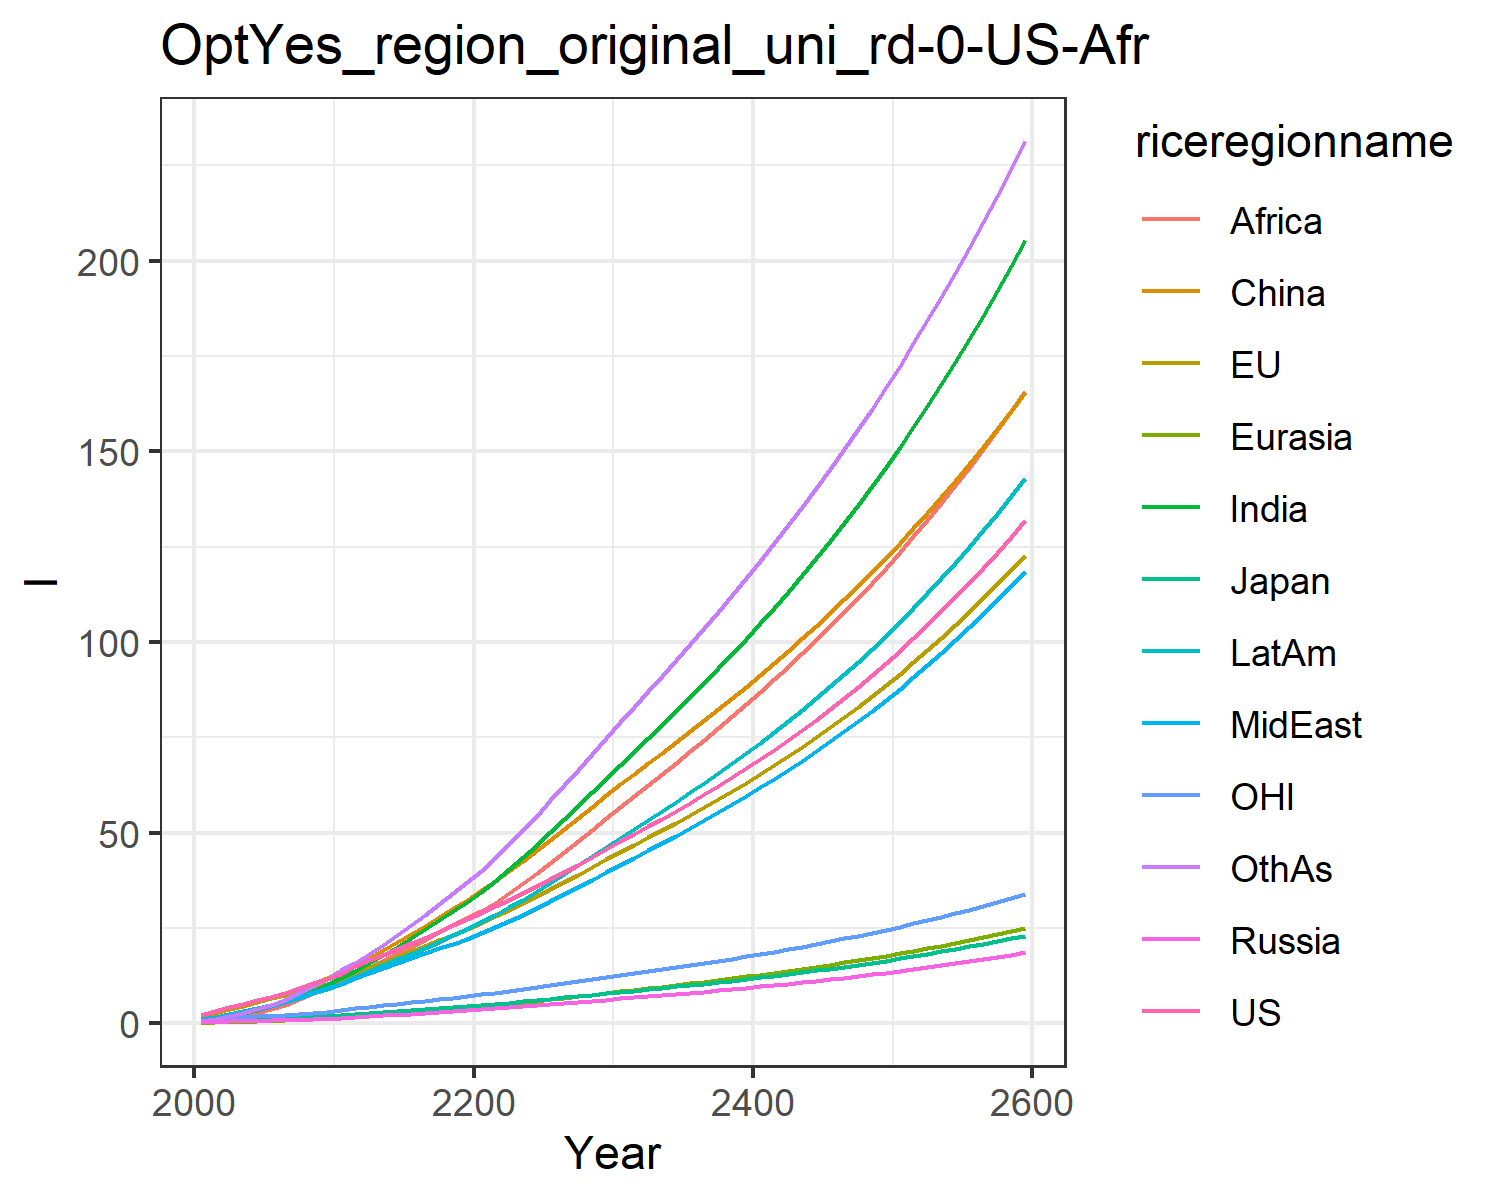 OptYes_region_original_uni_rd-0-US-Afr
riceregionname
Africa
China
EU
Eurasia
India
Japan
LatAm
MidEast
OHI
OthAs
Russia
US
I
200
150
100
50
0
2000 2200 2400 2600
Year